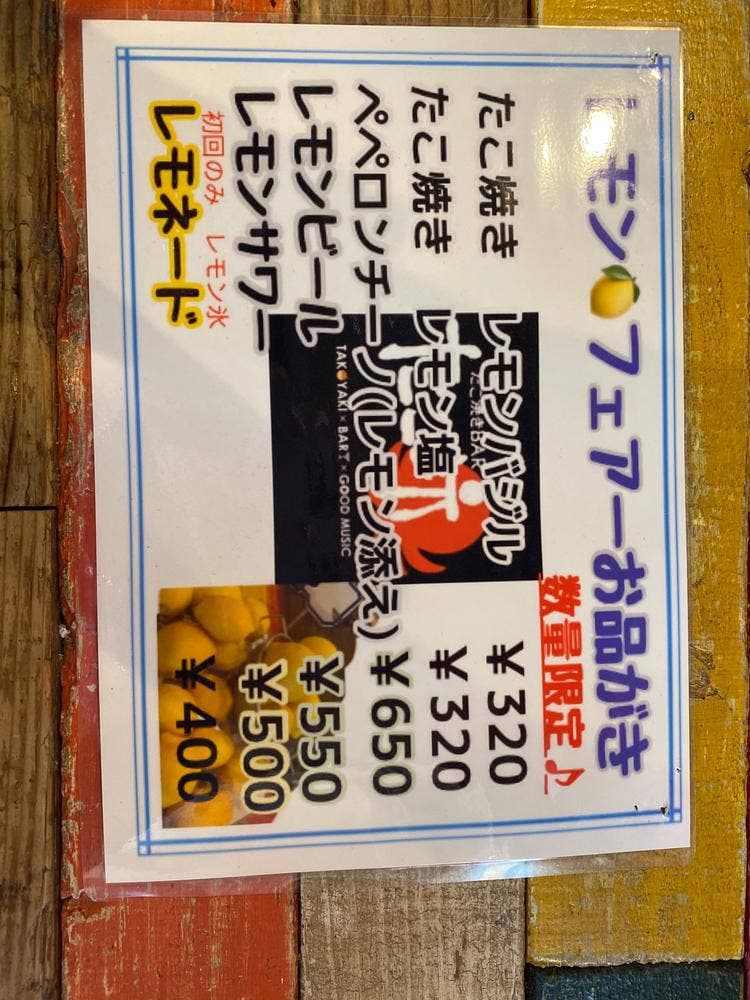 レモン フェアーお品がき
数量限定♪
たこ焼き レモンバジル ¥320
たこ焼き レモン塩 ¥320
ペペロンチーノ(レモン添え) ¥650
レモンビール ¥550
レモンサワー ¥500
初回のみ レモン氷
レモネード ¥400
たこ焼きBAR
TAKOYAKI × BAR × GOOD MUSIC